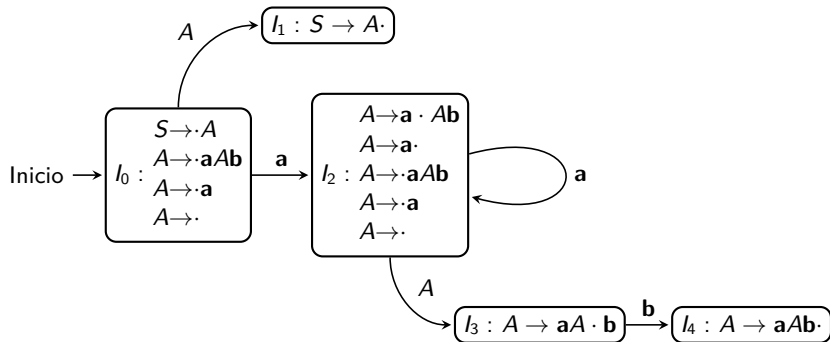 A
I₁ : S → A·
Inicio
I₀ :
S→·A
A→·aAb
A→·a
A→·
a
I₂ :
A→a · Ab
A→a·
A→·aAb
A→·a
A→·
a
A
I₃ : A → aA · b
b
I₄ : A → aAb·